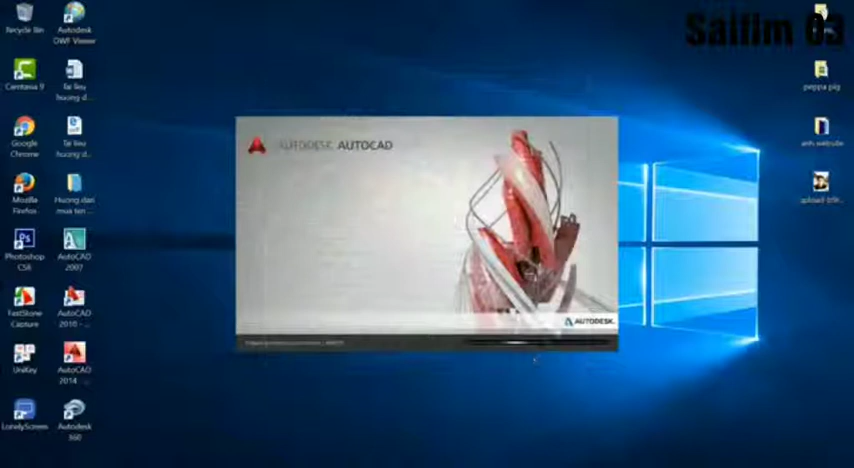 Saifim 03
Recycle Bin
Autodesk
DWF Viewer
Camtasia 9
Tai lieu
huong d...
Google
Chrome
Tai lieu
huong d...
Mozilla
Firefox
Huong dan
mua ten ...
Photoshop
CS6
AutoCAD
2007
FastStone
Capture
AutoCAD
2010 - ...
UniKey
AutoCAD
2014 - ...
LonelyScreen
Autodesk
360
AUTODESK AUTOCAD
AUTODESK.
peppa pig
anh website